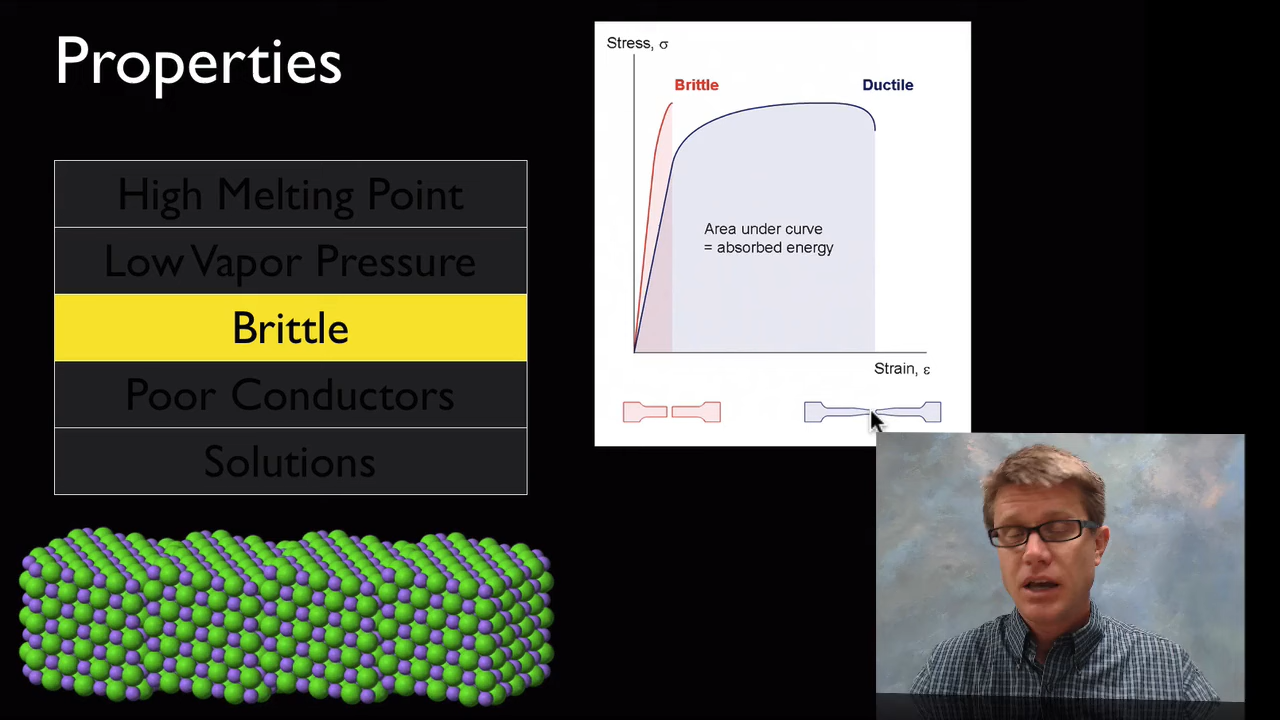 Properties
High Melting Point
Low Vapor Pressure
Brittle
Poor Conductors
Solutions
Stress, σ
Brittle
Ductile
Area under curve
= absorbed energy
Strain, ε